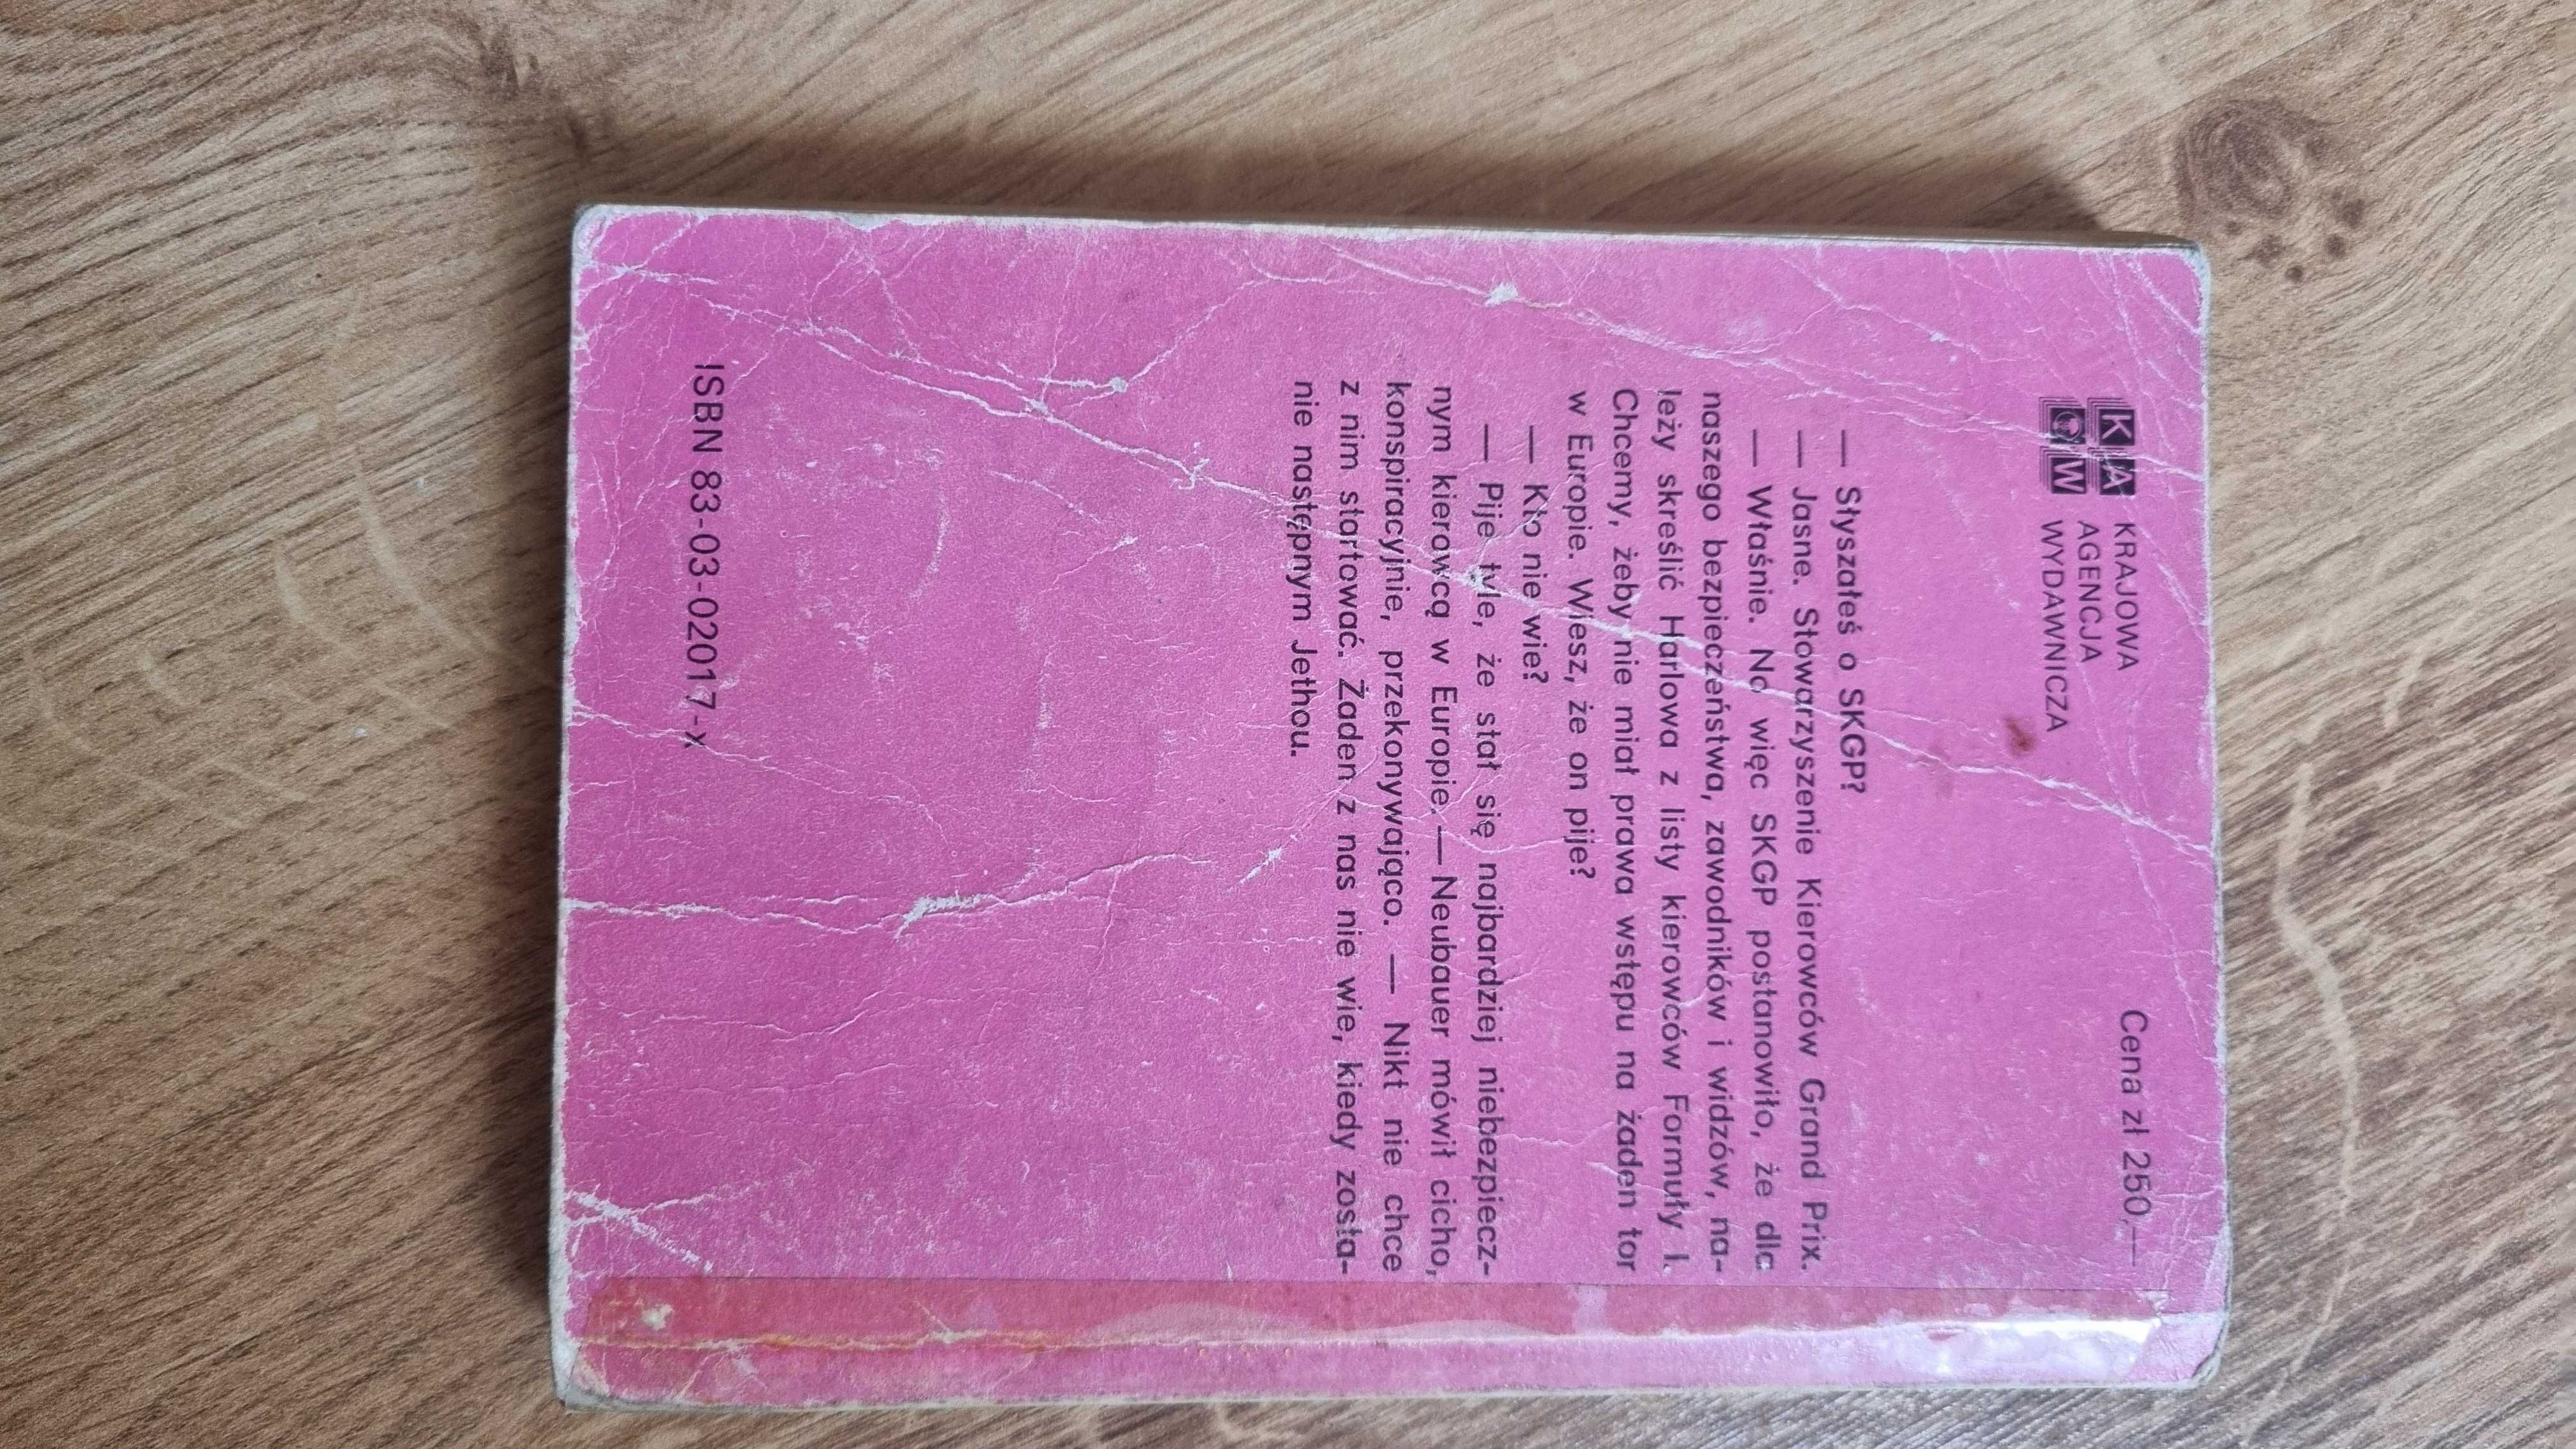 KAW
KRAJOWA
AGENCJA
WYDAWNICZA
Cena zł 250,—
— Słyszałeś o SKGP?
— Jasne. Stowarzyszenie Kierowców Grand Prix.
— Właśnie. No więc SKGP postanowiło, że dla
naszego bezpieczeństwa, zawodników i widzów, na-
leży skreślić Harlowa z listy kierowców Formuły I.
Chcemy, żeby nie miał prawa wstępu na żaden tor
w Europie. Wiesz, że on pije?
— Kto nie wie?
— Pije tyle, że stał się najbardziej niebezpiecz-
nym kierowcą w Europie. — Neubauer mówił cicho,
konspiracyjnie, przekonywająco. — Nikt nie chce
z nim startować. Żaden z nas nie wie, kiedy zosta-
nie następnym Jethou.
ISBN 83-03-02017-x